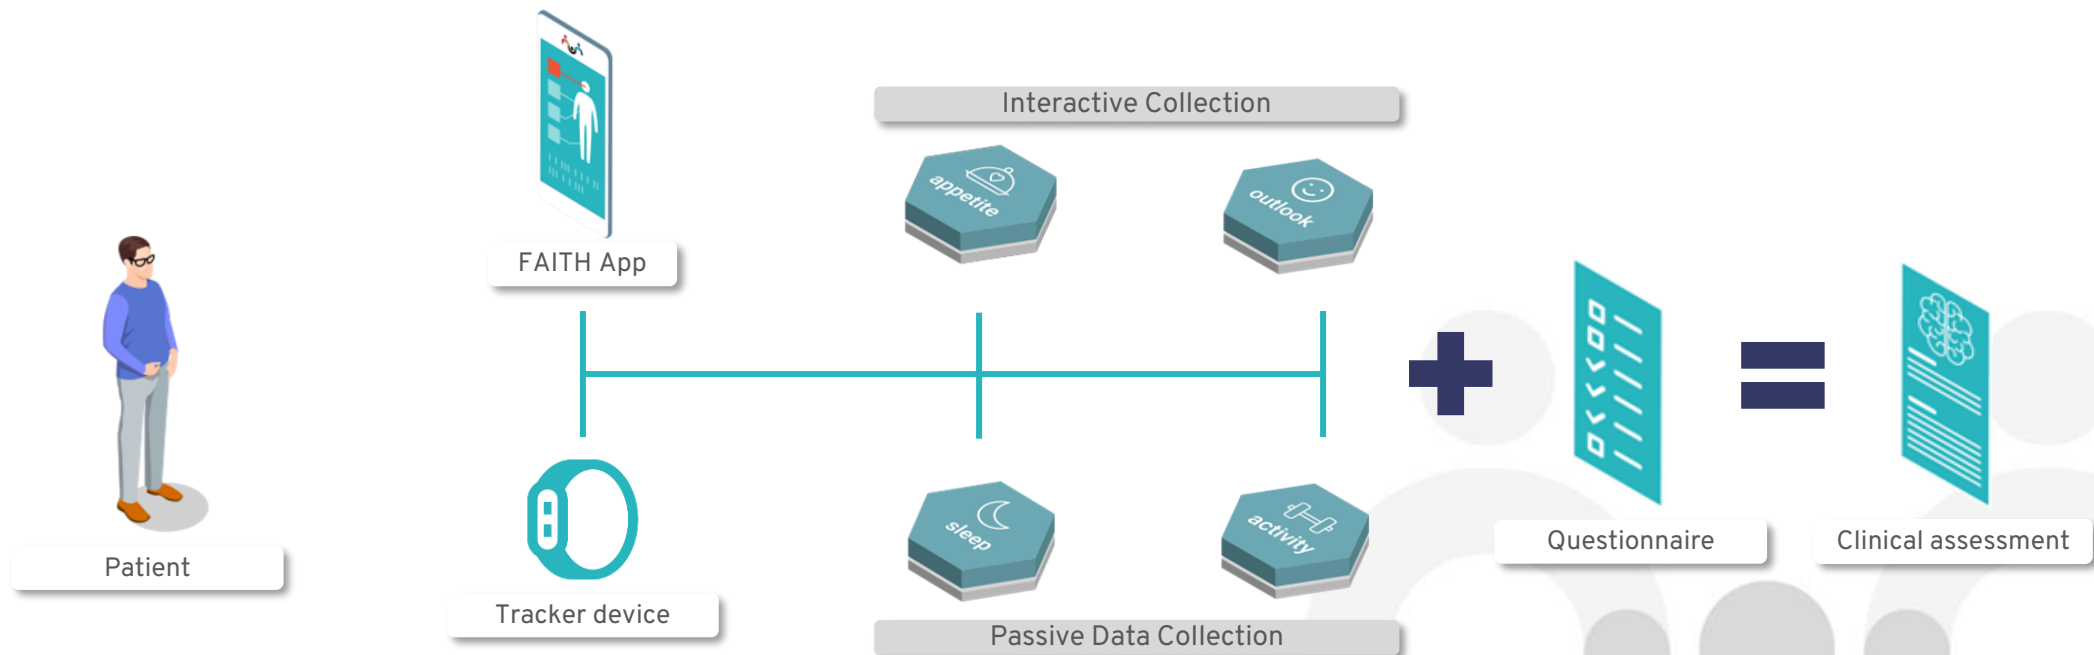 Interactive Collection
appetite
outlook
FAITH App
Patient
Tracker device
sleep
activity
Passive Data Collection
Questionnaire
Clinical assessment